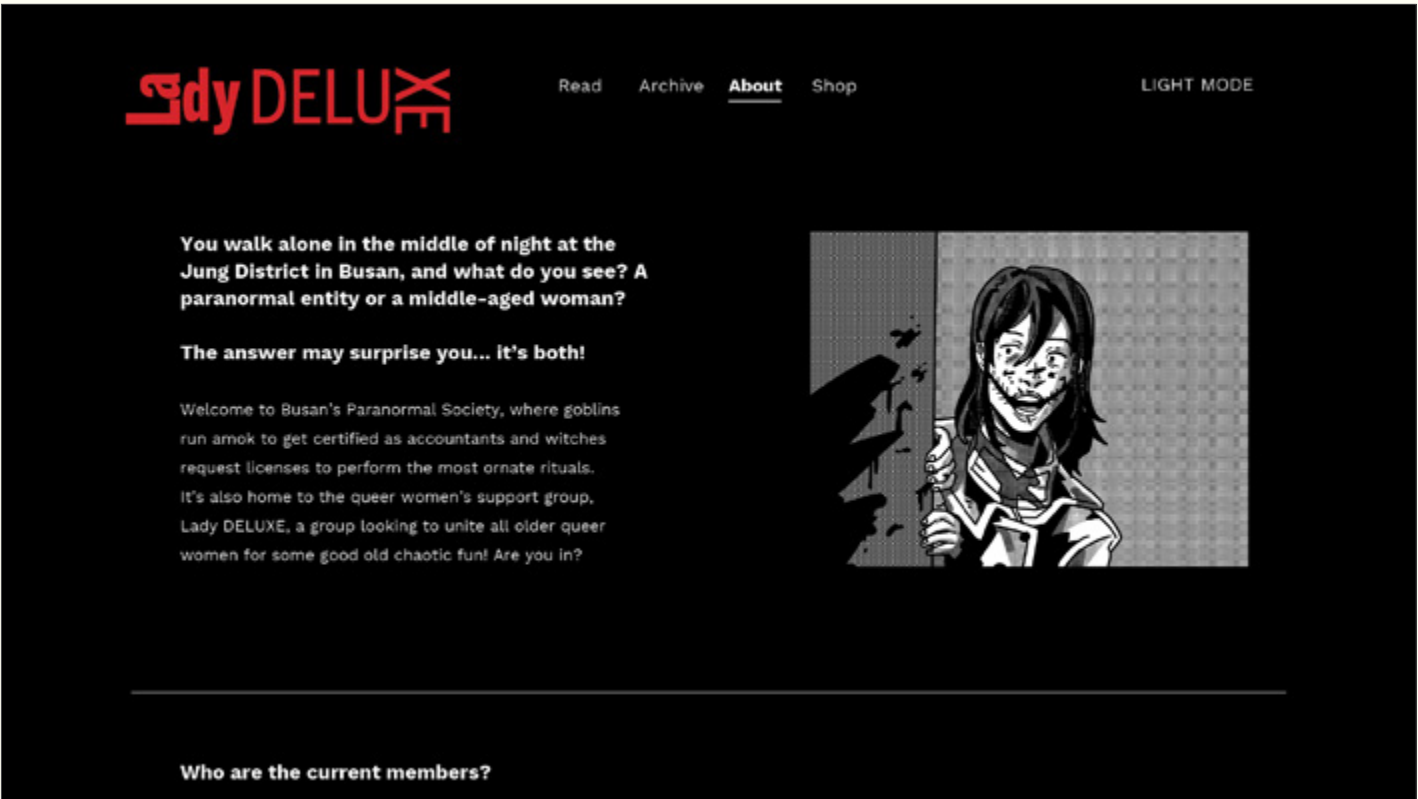 Lady DELUXE
Read
Archive
About
Shop
LIGHT MODE
You walk alone in the middle of night at the
Jung District in Busan, and what do you see? A
paranormal entity or a middle-aged woman?
The answer may surprise you... it's both!
Welcome to Busan's Paranormal Society, where goblins
run amok to get certified as accountants and witches
request licenses to perform the most ornate rituals.
It's also home to the queer women's support group,
Lady DELUXE, a group looking to unite all older queer
women for some good old chaotic fun! Are you in?
Who are the current members?